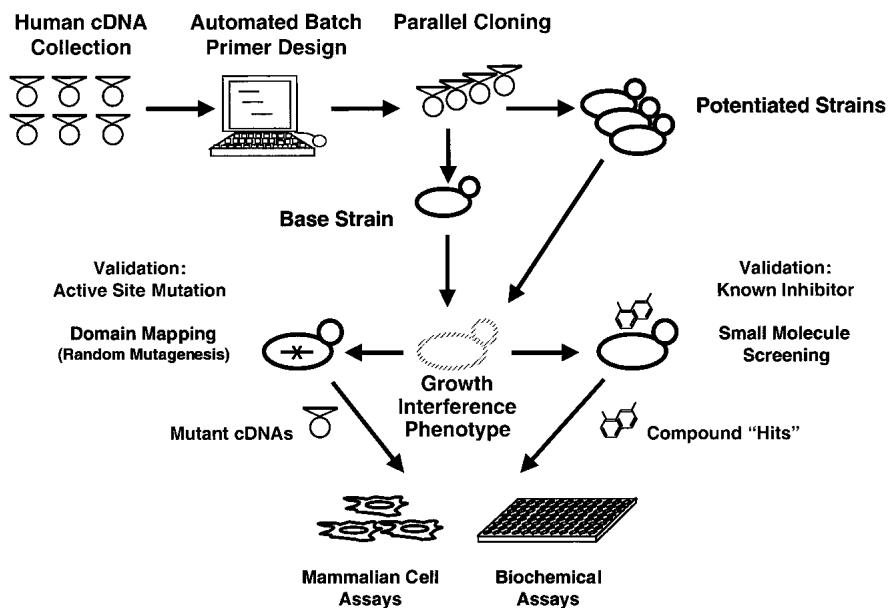 Human cDNA
Collection
Automated Batch
Primer Design
Parallel Cloning
Potentiated Strains
Base Strain
Validation:
Active Site Mutation
Validation:
Known Inhibitor
Domain Mapping
(Random Mutagenesis)
X
Small Molecule
Screening
Growth
Interference
Phenotype
Mutant cDNAs
Compound “Hits”
Mammalian Cell
Assays
Biochemical
Assays